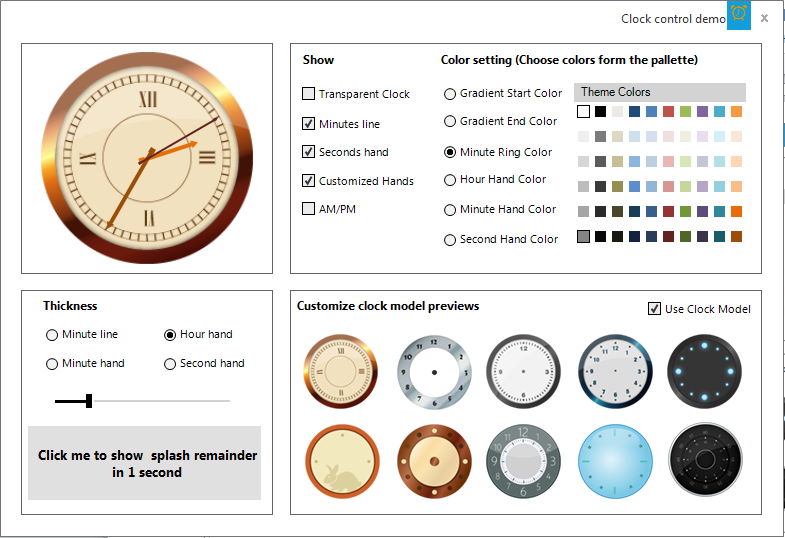 Clock control demo
x
XII
III
II
IX
Show
Transparent Clock
Minutes line
Seconds hand
Customized Hands
AM/PM
Color setting (Choose colors form the pallette)
Gradient Start Color
Gradient End Color
Minute Ring Color
Hour Hand Color
Minute Hand Color
Second Hand Color
Theme Colors
Thickness
Minute line
Hour hand
Minute hand
Second hand
Click me to show splash remainder
in 1 second
Customize clock model previews
Use Clock Model
12
3
6
9